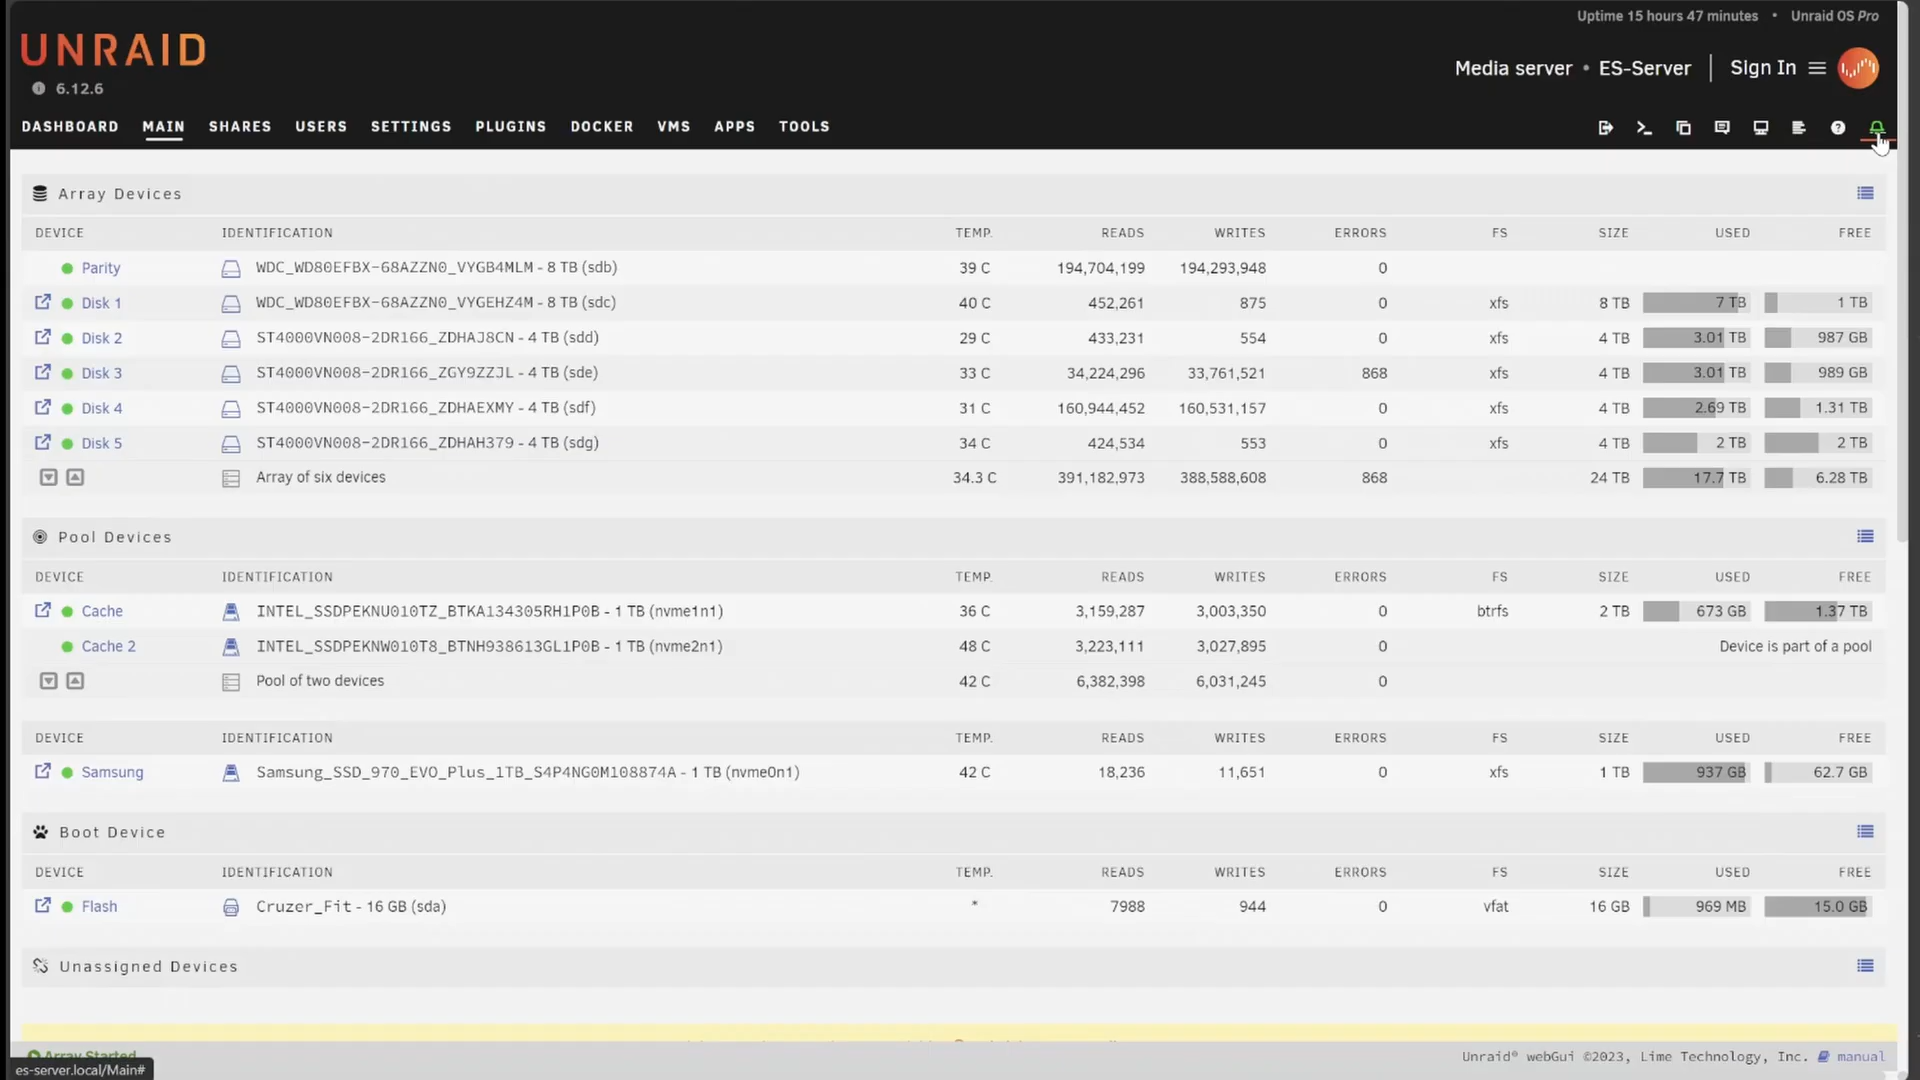 Uptime 15 hours 47 minutes • Unraid OS Pro
UNRAID
6.12.6
Media server • ES-Server | Sign In
DASHBOARD MAIN SHARES USERS SETTINGS PLUGINS DOCKER VMS APPS TOOLS
Array Devices
DEVICE IDENTIFICATION TEMP. READS WRITES ERRORS FS SIZE USED FREE
Parity WDC_WD80EFBX-68AZZN0_VYGB4MLM - 8 TB (sdb) 39 C 194,704,199 194,293,948 0
Disk 1 WDC_WD80EFBX-68AZZN0_VYGEHZ4M - 8 TB (sdc) 40 C 452,261 875 0 xfs 8 TB 7 TB 1 TB
Disk 2 ST4000VN008-2DR166_ZDHAJ8CN - 4 TB (sdd) 29 C 433,231 554 0 xfs 4 TB 3.01 TB 987 GB
Disk 3 ST4000VN008-2DR166_ZGY9ZZJL - 4 TB (sde) 33 C 34,224,296 33,761,521 868 xfs 4 TB 3.01 TB 989 GB
Disk 4 ST4000VN008-2DR166_ZDHAEXMY - 4 TB (sdf) 31 C 160,944,452 160,531,157 0 xfs 4 TB 2.69 TB 1.31 TB
Disk 5 ST4000VN008-2DR166_ZDHAH379 - 4 TB (sdg) 34 C 424,534 553 0 xfs 4 TB 2 TB 2 TB
Array of six devices 34.3 C 391,182,973 388,588,608 868 24 TB 17.7 TB 6.28 TB
Pool Devices
DEVICE IDENTIFICATION TEMP. READS WRITES ERRORS FS SIZE USED FREE
Cache INTEL_SSDPEKNU010TZ_BTKA134305RH1P0B - 1 TB (nvme1n1) 36 C 3,159,287 3,003,350 0 btrfs 2 TB 673 GB 1.37 TB
Cache 2 INTEL_SSDPEKNW010T8_BTNH938613GL1P0B - 1 TB (nvme2n1) 48 C 3,223,111 3,027,895 0 Device is part of a pool
Pool of two devices 42 C 6,382,398 6,031,245 0
DEVICE IDENTIFICATION TEMP. READS WRITES ERRORS FS SIZE USED FREE
Samsung Samsung_SSD_970_EVO_Plus_1TB_S4P4NG0M108874A - 1 TB (nvme0n1) 42 C 18,236 11,651 0 xfs 1 TB 937 GB 62.7 GB
Boot Device
DEVICE IDENTIFICATION TEMP. READS WRITES ERRORS FS SIZE USED FREE
Flash Cruzer_Fit - 16 GB (sda) * 7988 944 0 vfat 16 GB 969 MB 15.0 GB
Unassigned Devices
Array Started
Unraid® webGui ©2023, Lime Technology, Inc. manual
es-server.local/Main#